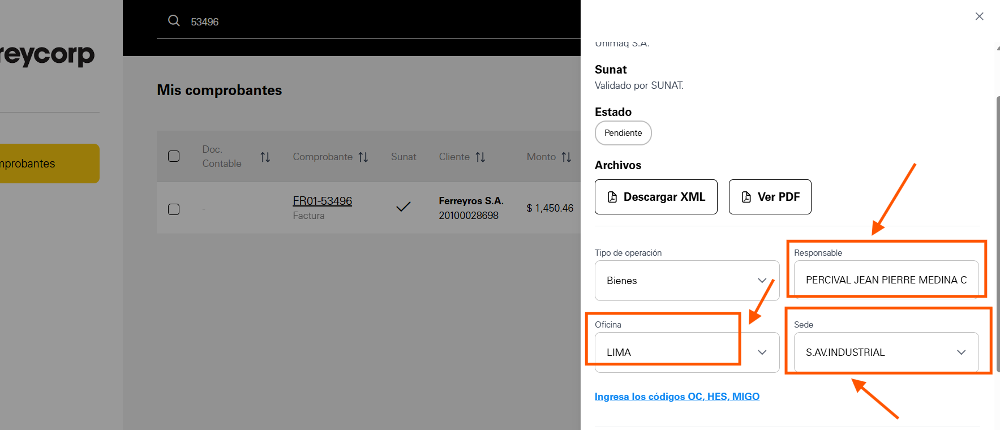 53496
reycorp
Unimaq S.A.
Sunat
Validado por SUNAT.
Mis comprobantes
Estado
Pendiente
Doc.
Contable
Comprobante
Sunat
Cliente
Monto
mprobantes
Archivos
Descargar XML
Ver PDF
-
FR01-53496
Factura
Ferreyros S.A.
20100028698
$ 1,450.46
Tipo de operación
Bienes
Responsable
PERCIVAL JEAN PIERRE MEDINA C
Oficina
LIMA
Sede
S.AV.INDUSTRIAL
Ingresa los códigos OC, HES, MIGO